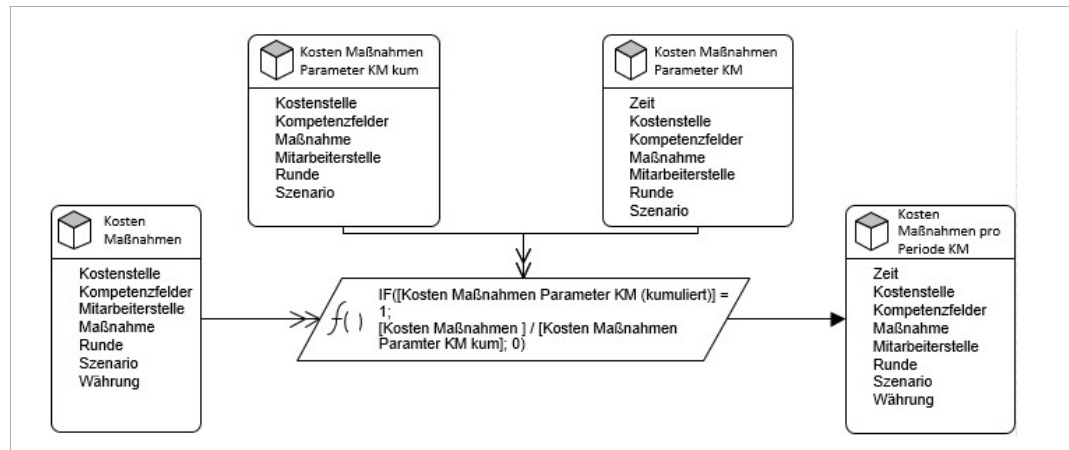 Kosten Maßnahmen
Parameter KM kum
Kostenstelle
Kompetenzfelder
Maßnahme
Mitarbeiterstelle
Runde
Szenario
Kosten Maßnahmen
Parameter KM
Zeit
Kostenstelle
Kompetenzfelder
Maßnahme
Mitarbeiterstelle
Runde
Szenario
Kosten
Maßnahmen
Kostenstelle
Kompetenzfelder
Mitarbeiterstelle
Maßnahme
Runde
Szenario
Währung
f()
IF([Kosten Maßnahmen Parameter KM (kumuliert)] =
1;
[Kosten Maßnahmen ] / [Kosten Maßnahmen
Paramter KM kum]; 0)
Kosten
Maßnahmen pro
Periode KM
Zeit
Kostenstelle
Kompetenzfelder
Maßnahme
Mitarbeiterstelle
Runde
Szenario
Währung